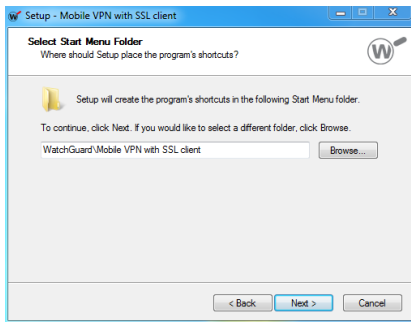 Setup - Mobile VPN with SSL client
Select Start Menu Folder
Where should Setup place the program's shortcuts?
W
Setup will create the program's shortcuts in the following Start Menu folder.
To continue, click Next. If you would like to select a different folder, click Browse.
WatchGuard\Mobile VPN with SSL client
Browse...
< Back
Next >
Cancel